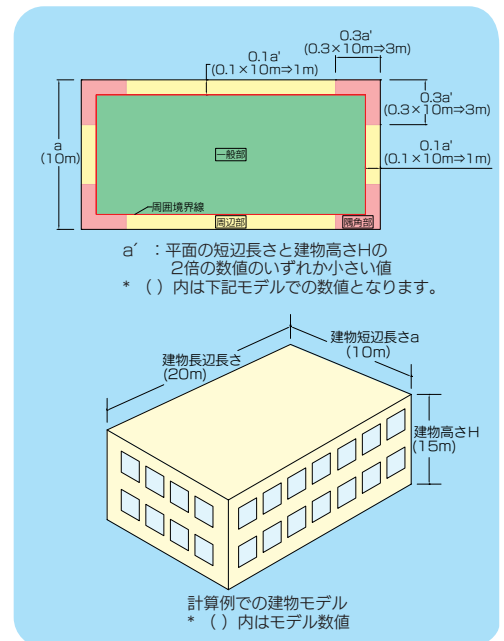 0.3a'
(0.3×10m⇒3m)
0.1a'
(0.1×10m⇒1m)
0.3a'
(0.3×10m⇒3m)
a
(10m)
一般部
0.1a'
(0.1×10m⇒1m)
周囲境界線
周辺部
隅角部
a´ :平面の短辺長さと建物高さHの
2倍の数値のいずれか小さい値
* ( )内は下記モデルでの数値となります。
建物短辺長さa
(10m)
建物長辺長さ
(20m)
建物高さH
(15m)
計算例での建物モデル
* ( )内はモデル数値